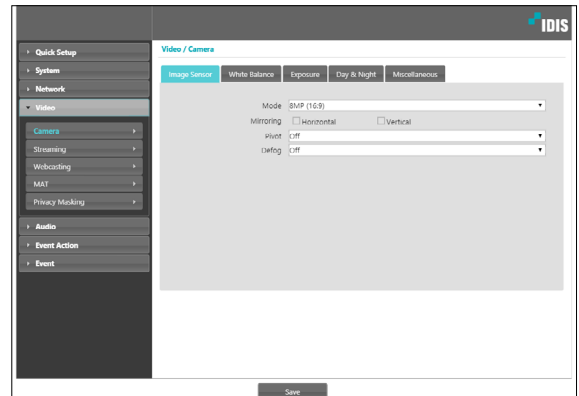 IDIS
Quick Setup
System
Network
Video
Camera
Streaming
Webcasting
MAT
Privacy Masking
Audio
Event Action
Event
Video / Camera
Image Sensor White Balance Exposure Day & Night Miscellaneous
Mode 8MP (16:9)
Mirroring Horizontal Vertical
Pivot Off
Defog Off
Save